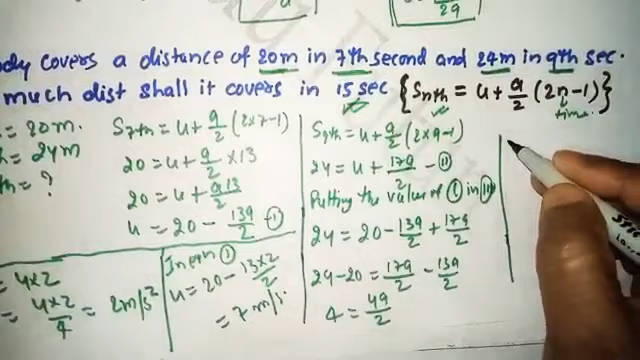 29
ody covers a distance of 20m in 7th second and 24m in 9th sec.
much dist shall it covers in 15 sec {Snth = u + a/2 (2n-1)}
time.
= 20m.
h = 24m
th = ?
S7th = u + a/2 (2×7-1)
20 = u + a/2 ×13
20 = u + a13/2
u = 20 - 13a/2 - (i)
S9th = u + a/2 (2×9-1)
24 = u + 17a/2 - (ii)
Putting the value of (i) in (ii)
24 = 20 - 13a/2 + 17a/2
24-20 = 17a/2 - 13a/2
4 = 4a/2
= 4×2
= 4×2/4 = 2m/s²
In eqn (i)
u = 20 - 13×2/2
= 7 m/s.